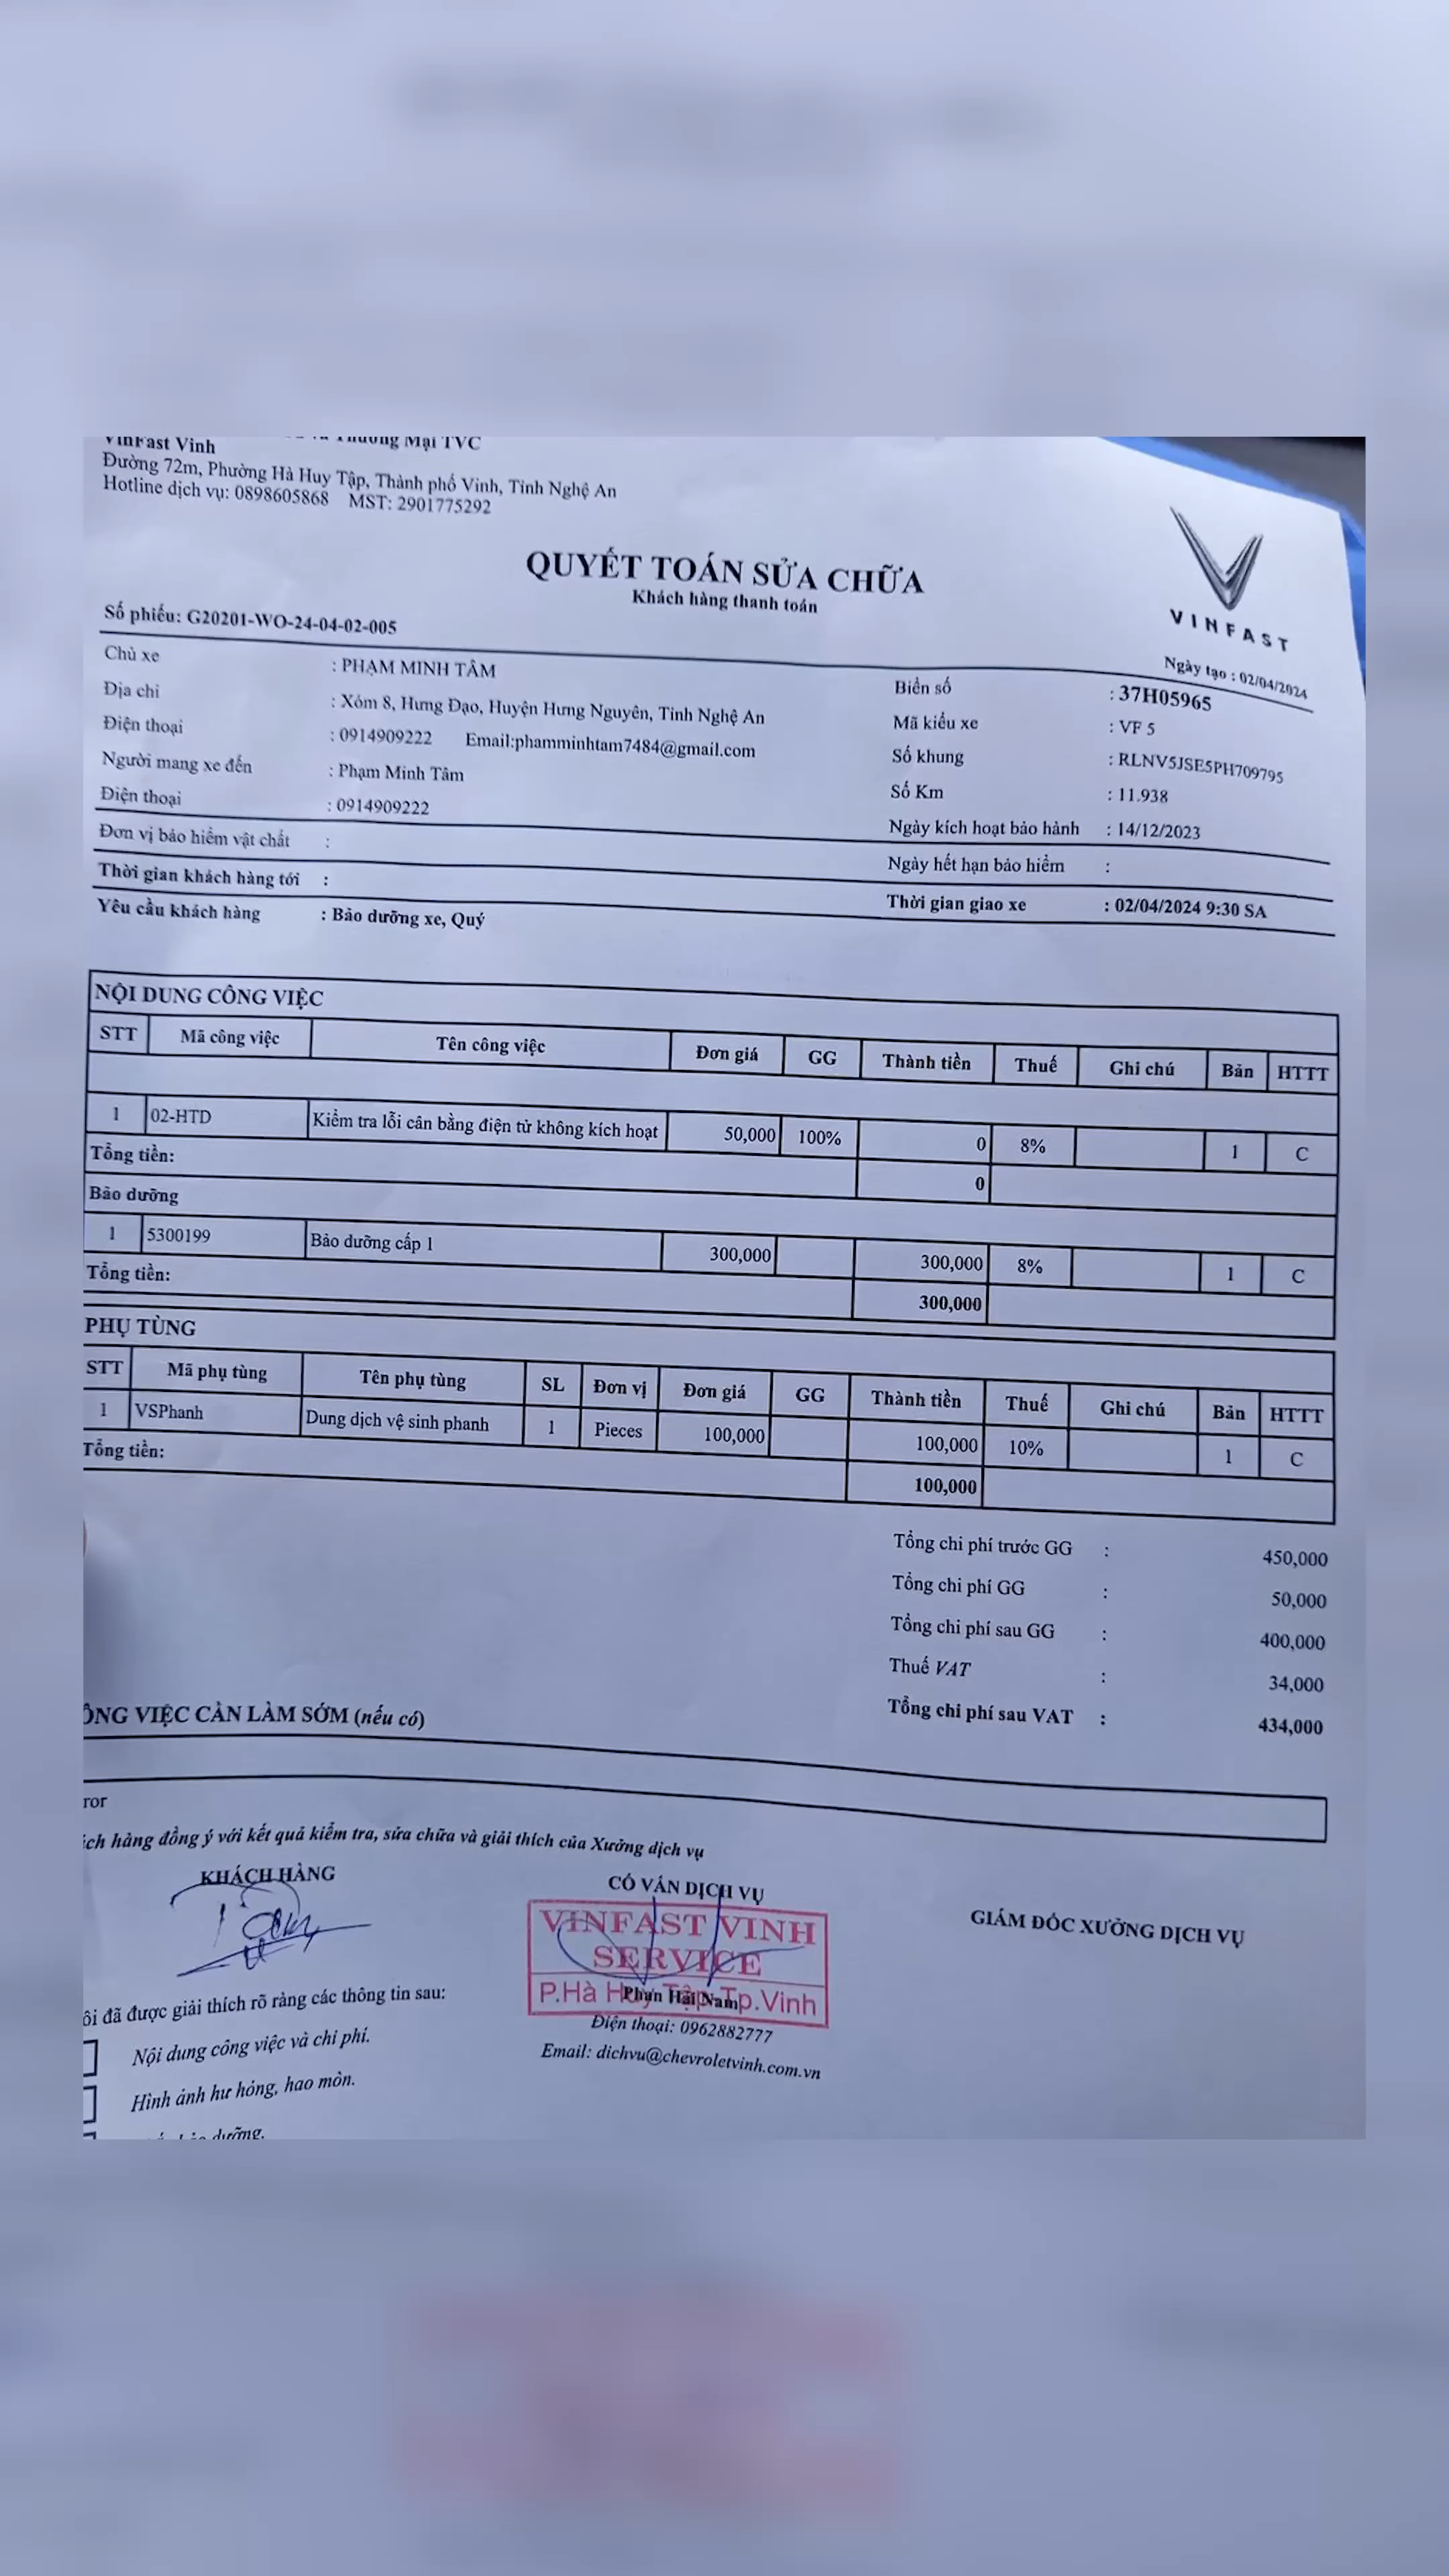 VinFast Vinh Thương Mại TVC
Đường 72m, Phường Hà Huy Tập, Thành phố Vinh, Tỉnh Nghệ An
Hotline dịch vụ: 0898605868 MST: 2901775292
VINFAST
QUYẾT TOÁN SỬA CHỮA
Khách hàng thanh toán
Số phiếu: G20201-WO-24-04-02-005
Ngày tạo : 02/04/2024
Chủ xe : PHẠM MINH TÂM
Địa chỉ : Xóm 8, Hưng Đạo, Huyện Hưng Nguyên, Tỉnh Nghệ An
Điện thoại : 0914909222 Email:phamminhtam7484@gmail.com
Người mang xe đến : Phạm Minh Tâm
Điện thoại : 0914909222
Biển số : 37H05965
Mã kiểu xe : VF 5
Số khung : RLNV5JSE5PH709795
Số Km : 11.938
Ngày kích hoạt bảo hành : 14/12/2023
Đơn vị bảo hiểm vật chất :
Ngày hết hạn bảo hiểm :
Thời gian khách hàng tới :
Thời gian giao xe : 02/04/2024 9:30 SA
Yêu cầu khách hàng : Bảo dưỡng xe, Quý
NỘI DUNG CÔNG VIỆC
STT Mã công việc Tên công việc Đơn giá GG Thành tiền Thuế Ghi chú Bản HTTT
1 02-HTD Kiểm tra lỗi cân bằng điện tử không kích hoạt 50,000 100% 0 8% 1 C
Tổng tiền: 0
Bảo dưỡng
1 5300199 Bảo dưỡng cấp 1 300,000 300,000 8% 1 C
Tổng tiền: 300,000
PHỤ TÙNG
STT Mã phụ tùng Tên phụ tùng SL Đơn vị Đơn giá GG Thành tiền Thuế Ghi chú Bản HTTT
1 VSPhanh Dung dịch vệ sinh phanh 1 Pieces 100,000 100,000 10% 1 C
Tổng tiền: 100,000
Tổng chi phí trước GG : 450,000
Tổng chi phí GG : 50,000
Tổng chi phí sau GG : 400,000
Thuế VAT : 34,000
Tổng chi phí sau VAT : 434,000
ÔNG VIỆC CẦN LÀM SỚM (nếu có)
ror
ách hàng đồng ý với kết quả kiểm tra, sửa chữa và giải thích của Xưởng dịch vụ
KHÁCH HÀNG
CỐ VẤN DỊCH VỤ
GIÁM ĐỐC XƯỞNG DỊCH VỤ
VINFAST VINH
SERVICE
P.Hà Huy Tập-Tp.Vinh
Phan Hải Nam
Điện thoại: 0962882777
Email: dichvu@chevroletvinh.com.vn
ôi đã được giải thích rõ ràng các thông tin sau:
Nội dung công việc và chi phí.
Hình ảnh hư hỏng, hao mòn.
dưỡng.